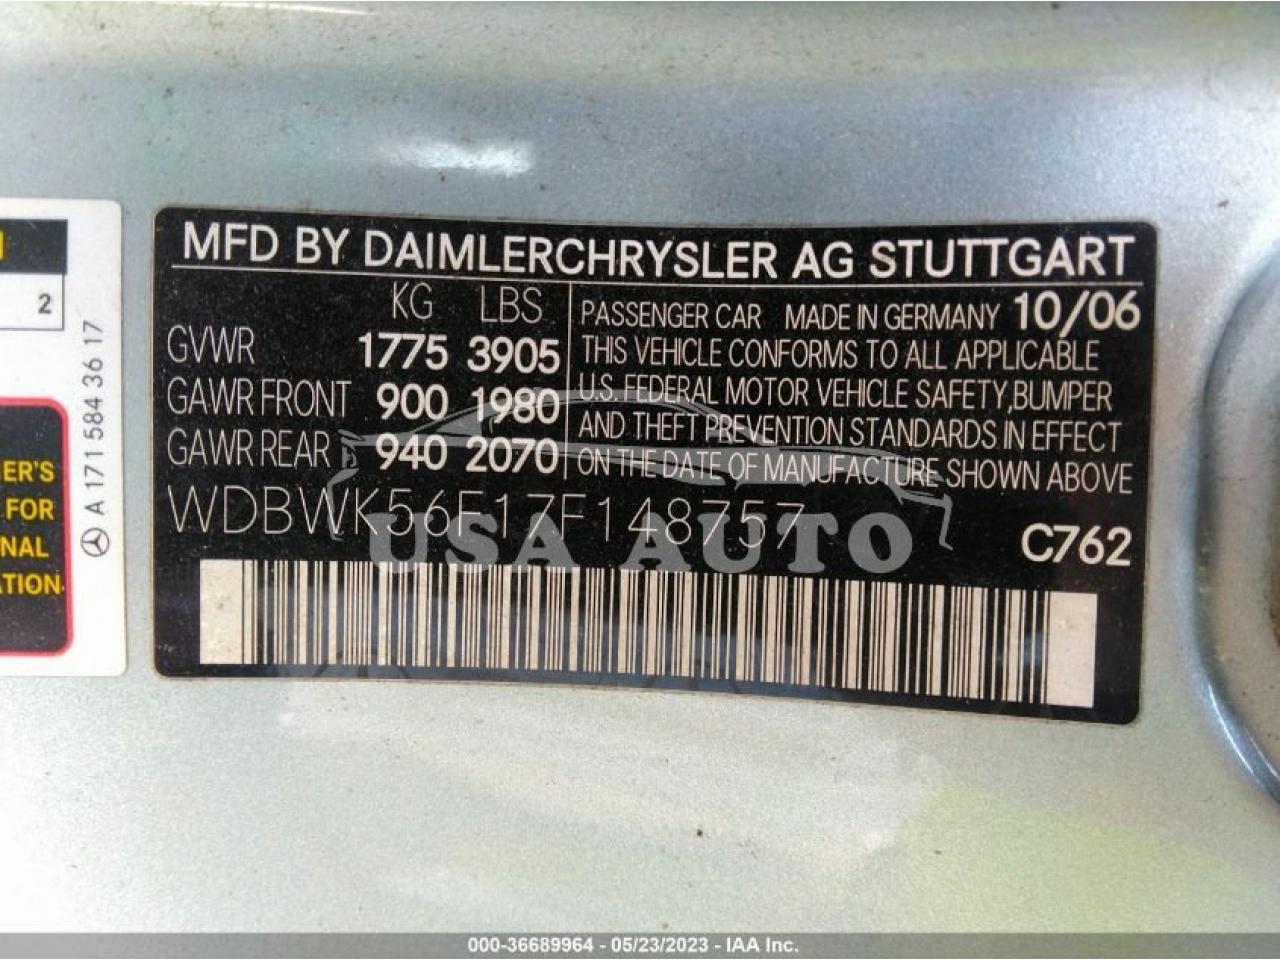 MFD BY DAIMLERCHRYSLER AG STUTTGART
KG LBS
GVWR 1775 3905
GAWR FRONT 900 1980
GAWR REAR 940 2070
PASSENGER CAR MADE IN GERMANY 10/06
THIS VEHICLE CONFORMS TO ALL APPLICABLE
U.S. FEDERAL MOTOR VEHICLE SAFETY,BUMPER
AND THEFT PREVENTION STANDARDS IN EFFECT
ON THE DATE OF MANUFACTURE SHOWN ABOVE
WDBWK56F17F148757
C762
USA AUTO
2
A 171 584 36 17
FOR
000-36689964 - 05/23/2023 - IAA Inc.